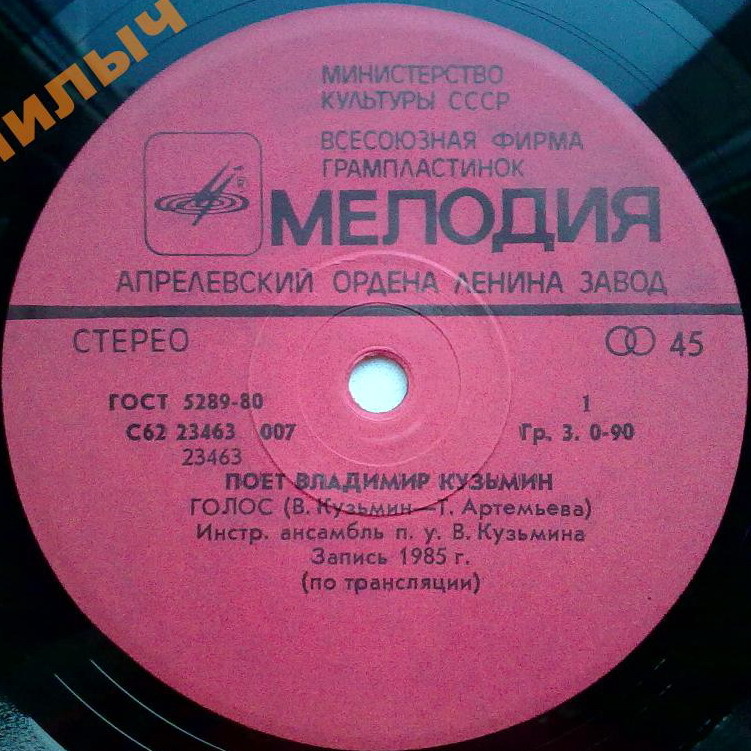 МИНИСТЕРСТВО
КУЛЬТУРЫ СССР
ВСЕСОЮЗНАЯ ФИРМА
ГРАМПЛАСТИНОК
®
МЕЛОДИЯ
АПРЕЛЕВСКИЙ ОРДЕНА ЛЕНИНА ЗАВОД
СТЕРЕО 45
ГОСТ 5289-80 1
С62 23463 007 Гр. 3. 0-90
23463
ПОЕТ ВЛАДИМИР КУЗЬМИН
ГОЛОС (В. Кузьмин—Т. Артемьева)
Инстр. ансамбль п. у. В. Кузьмина
Запись 1985 г.
(по трансляции)